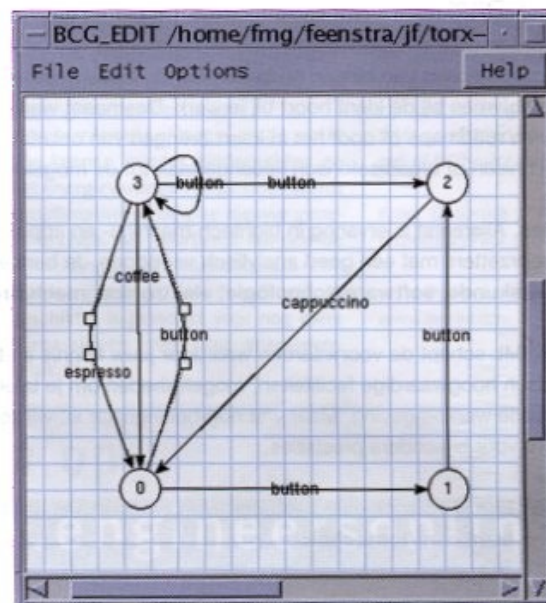 BCG_EDIT /home/fmg/feenstra/jf/torx-
File Edit Options Help
3 button button 2
coffee
cappuccino
button button
espresso
0 button 1